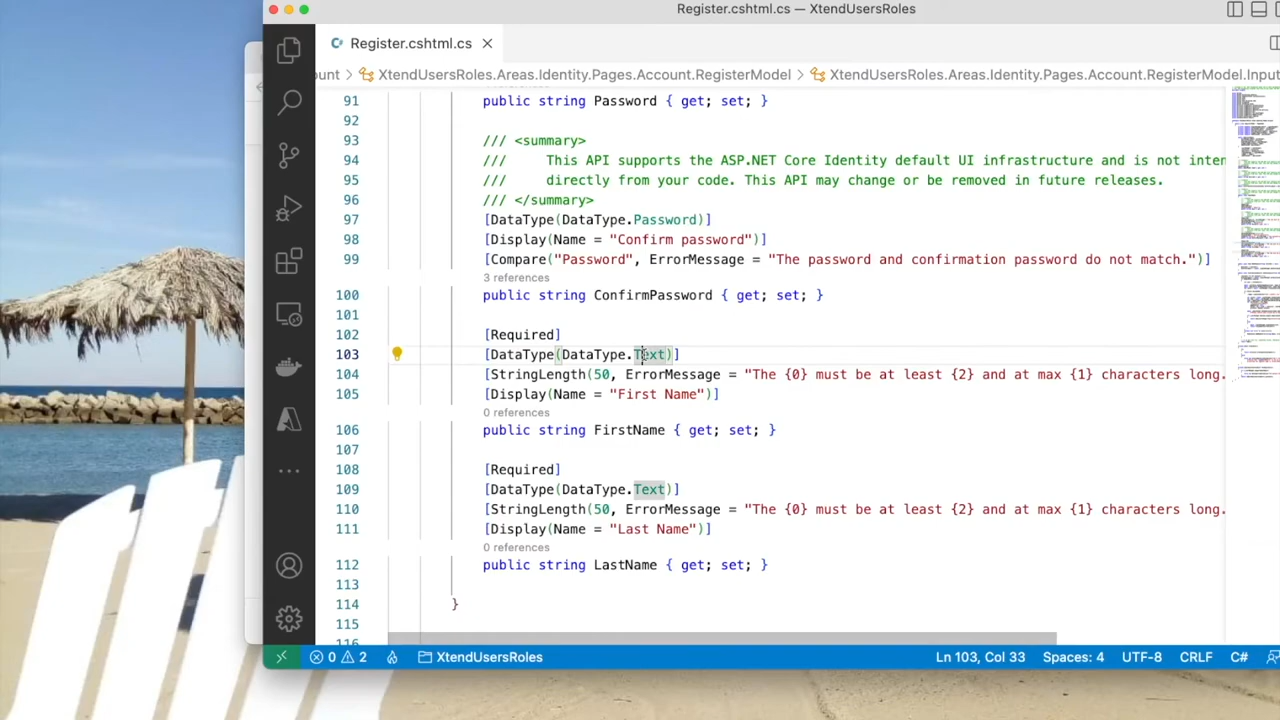 Register.cshtml.cs — XtendUsersRoles
Register.cshtml.cs
ount > XtendUsersRoles.Areas.Identity.Pages.Account.RegisterModel > XtendUsersRoles.Areas.Identity.Pages.Account.RegisterModel.Input
91 public string Password { get; set; }
92
93 /// <summary>
94 /// This API supports the ASP.NET Core Identity default UI infrastructure and is not inten
95 /// directly from your code. This API may change or be removed in future releases.
96 /// </summary>
97 [DataType(DataType.Password)]
98 [Display(Name = "Confirm password")]
99 [Compare("Password", ErrorMessage = "The password and confirmation password do not match.")]
3 references
100 public string ConfirmPassword { get; set; }
101
102 [Required]
103 [DataType(DataType.Text)]
104 [StringLength(50, ErrorMessage = "The {0} must be at least {2} and at max {1} characters long.
105 [Display(Name = "First Name")]
0 references
106 public string FirstName { get; set; }
107
108 [Required]
109 [DataType(DataType.Text)]
110 [StringLength(50, ErrorMessage = "The {0} must be at least {2} and at max {1} characters long.
111 [Display(Name = "Last Name")]
0 references
112 public string LastName { get; set; }
113
114 }
115
116
0 2 XtendUsersRoles Ln 103, Col 33 Spaces: 4 UTF-8 CRLF C#